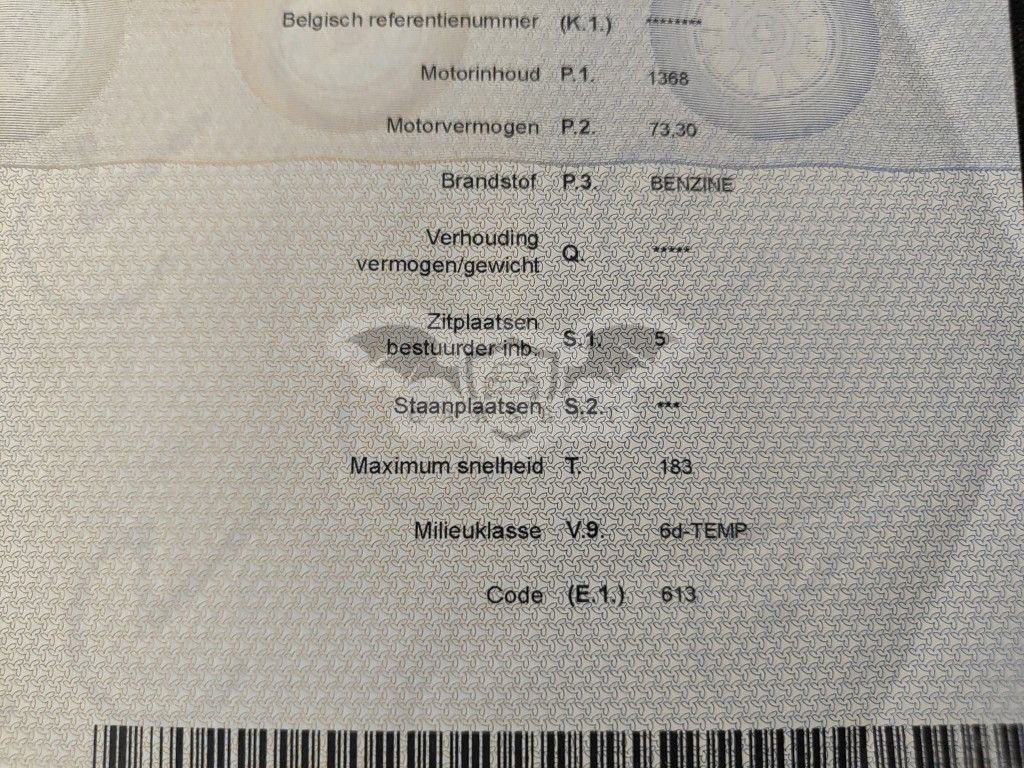 Belgisch referentienummer (K.1.) ********
Motorinhoud P.1. 1368
Motorvermogen P.2. 73,30
Brandstof P.3. BENZINE
Verhouding
vermogen/gewicht Q. *****
Zitplaatsen
bestuurder inb. S.1. 5
Staanplaatsen S.2. ***
Maximum snelheid T. 183
Milieuklasse V.9. 6d-TEMP
Code (E.1.) 613